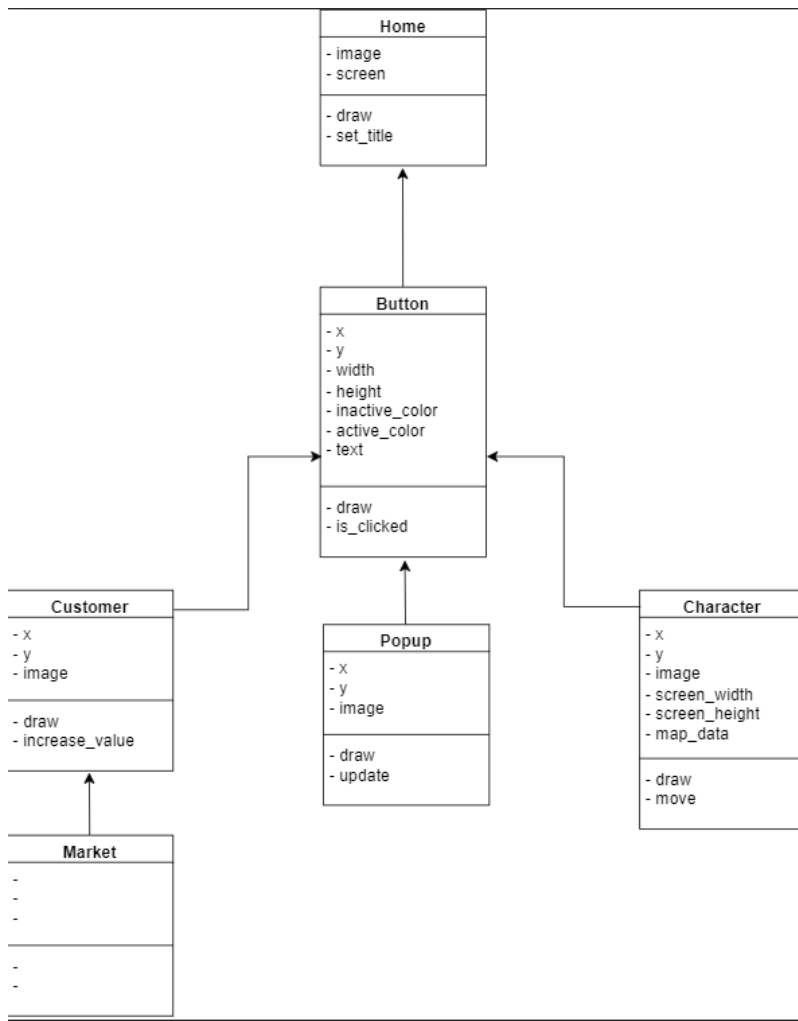 Home
- image
- screen
- draw
- set_title
Button
- x
- y
- width
- height
- inactive_color
- active_color
- text
- draw
- is_clicked
Customer
- x
- y
- image
- draw
- increase_value
Popup
- x
- y
- image
- draw
- update
Character
- x
- y
- image
- screen_width
- screen_height
- map_data
- draw
- move
Market
-
-
-
-
-